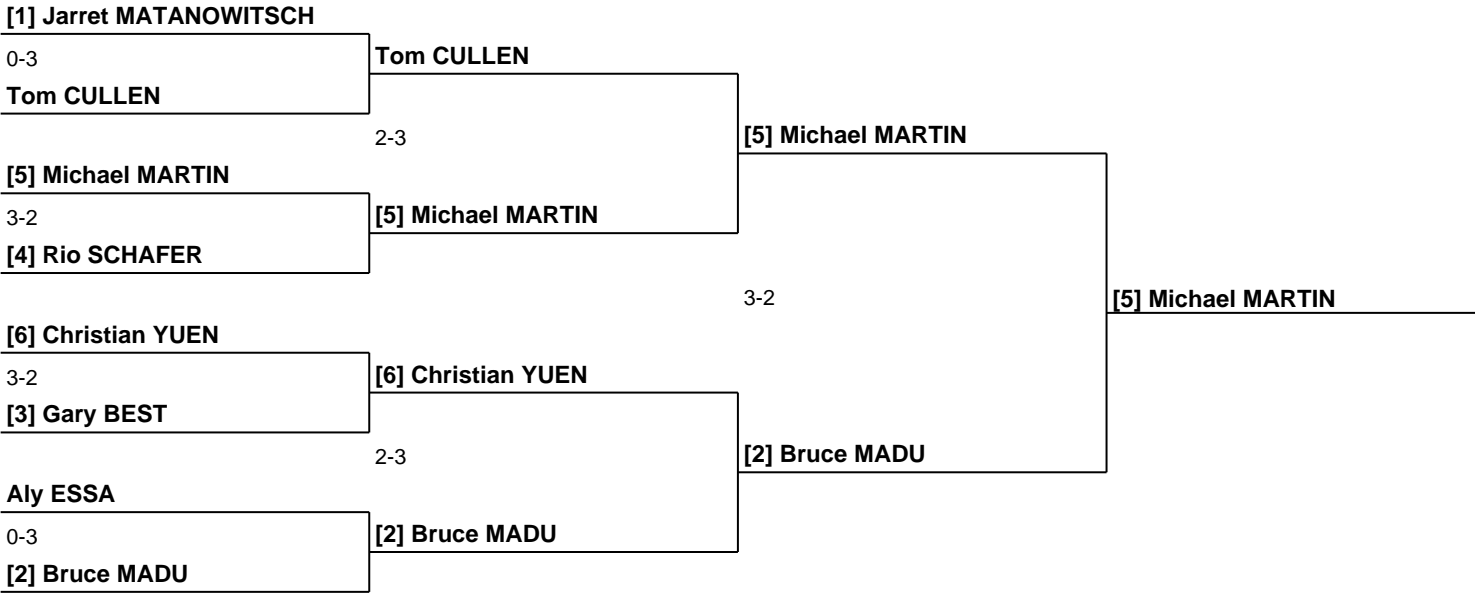 [1] Jarret MATANOWITSCH
0-3
Tom CULLEN
Tom CULLEN
2-3
[5] Michael MARTIN
[5] Michael MARTIN
3-2
[5] Michael MARTIN
[4] Rio SCHAFER
3-2
[5] Michael MARTIN
[6] Christian YUEN
3-2
[6] Christian YUEN
[3] Gary BEST
2-3
[2] Bruce MADU
Aly ESSA
0-3
[2] Bruce MADU
[2] Bruce MADU